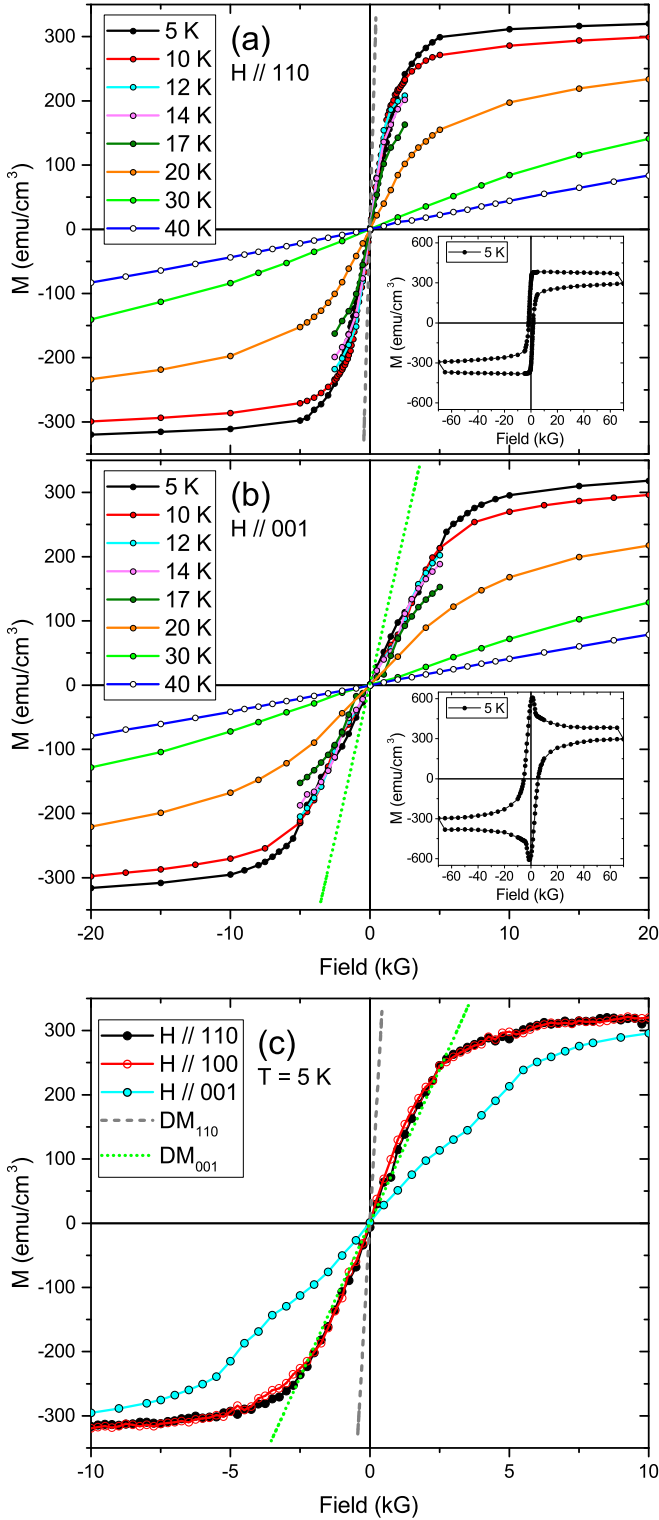 (a)
H // 110
5 K
10 K
12 K
14 K
17 K
20 K
30 K
40 K
300
200
100
0
-100
-200
-300
M (emu/cm³)
5 K
600
300
0
-300
-600
M (emu/cm³)
-60 -40 -20 0 20 40 60
Field (kG)
(b)
H // 001
5 K
10 K
12 K
14 K
17 K
20 K
30 K
40 K
300
200
100
0
-100
-200
-300
M (emu/cm³)
5 K
600
300
0
-300
-600
M (emu/cm³)
-60 -40 -20 0 20 40 60
Field (kG)
-20 -10 0 10 20
Field (kG)
(c)
T = 5 K
H // 110
H // 100
H // 001
DM₁₁₀
DM₀₀₁
300
200
100
0
-100
-200
-300
M (emu/cm³)
-10 -5 0 5 10
Field (kG)